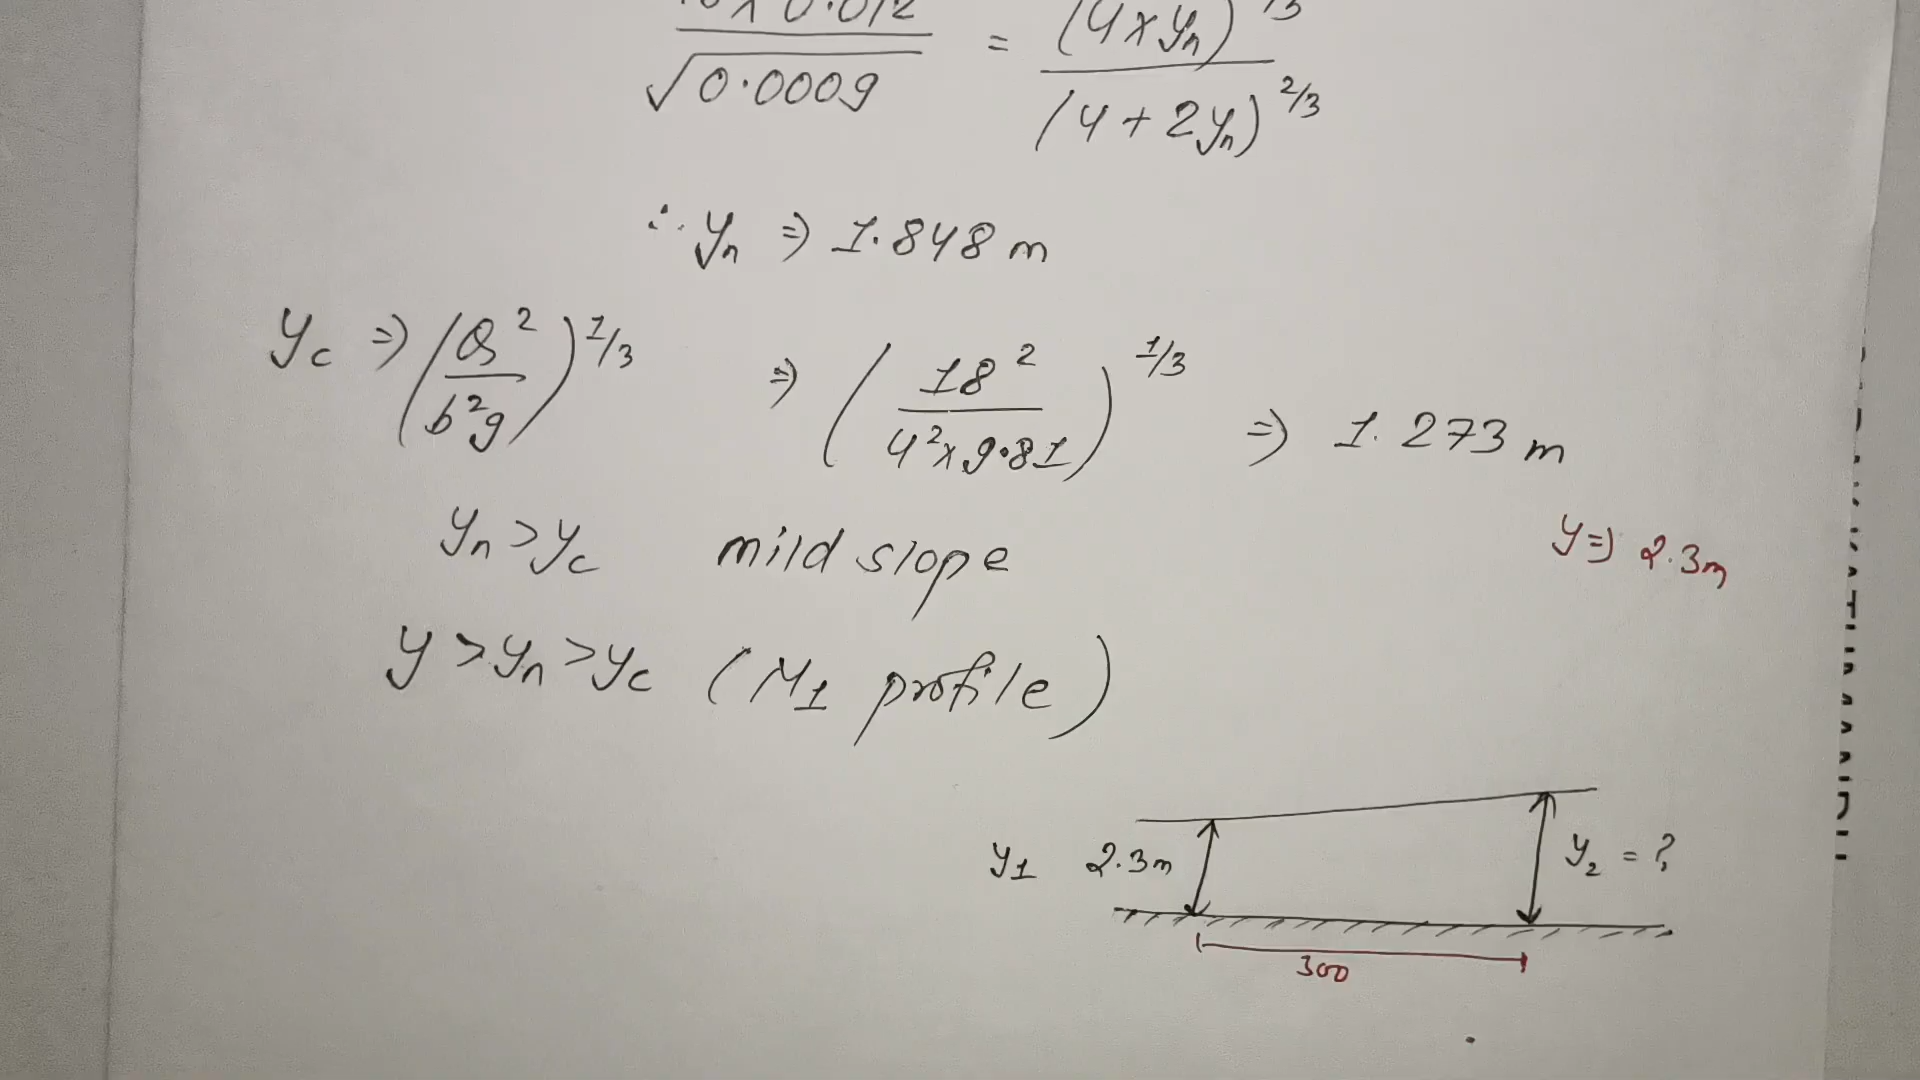 0.012 / √0.0009 = (4 × yn) / (4 + 2yn)^2/3
∴ yn ⇒ 1.848 m
yc ⇒ (Q² / b²g)^1/3 ⇒ (18² / 4² × 9.81)^1/3 ⇒ 1.273 m
yn > yc mild slope
y ⇒ 2.3m
y > yn > yc (M1 profile)
y1 2.3m y2 = ?
300